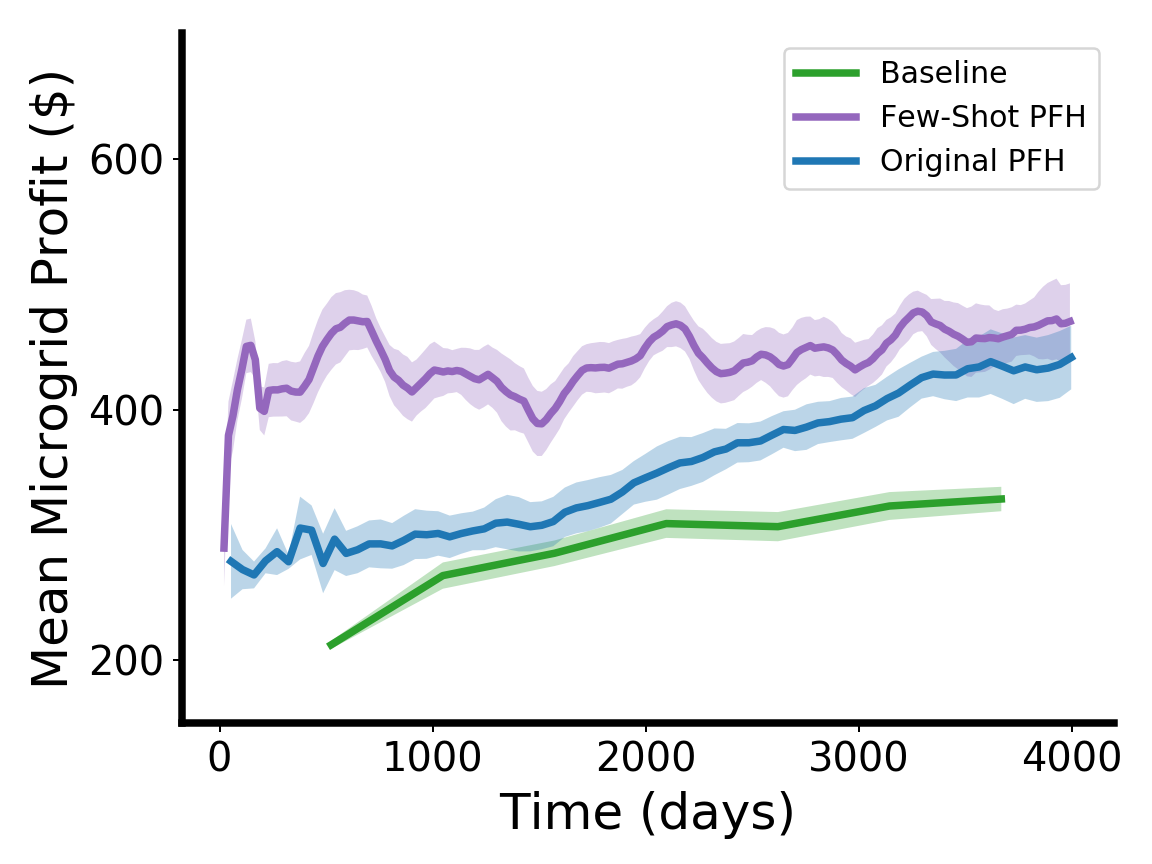 Mean Microgrid Profit ($)
600
400
200
Baseline
Few-Shot PFH
Original PFH
0 1000 2000 3000 4000
Time (days)